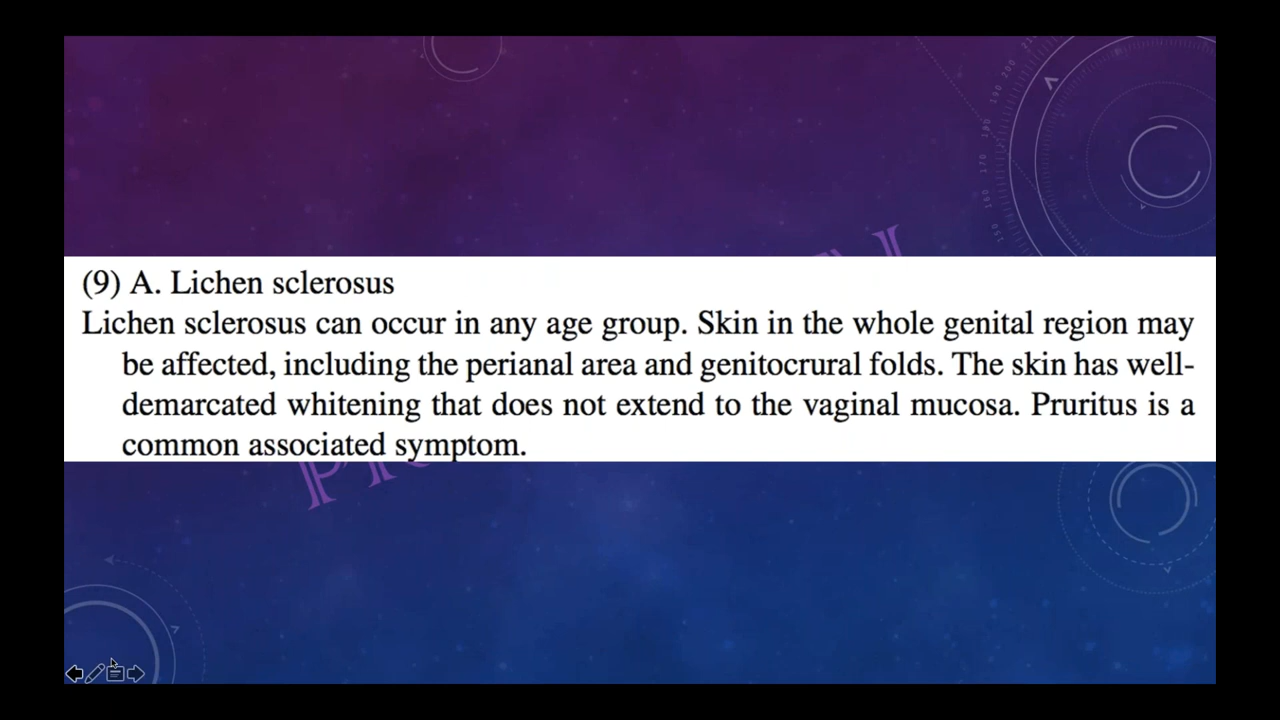 (9) A. Lichen sclerosus
Lichen sclerosus can occur in any age group. Skin in the whole genital region may
be affected, including the perianal area and genitocrural folds. The skin has well-
demarcated whitening that does not extend to the vaginal mucosa. Pruritus is a
common associated symptom.